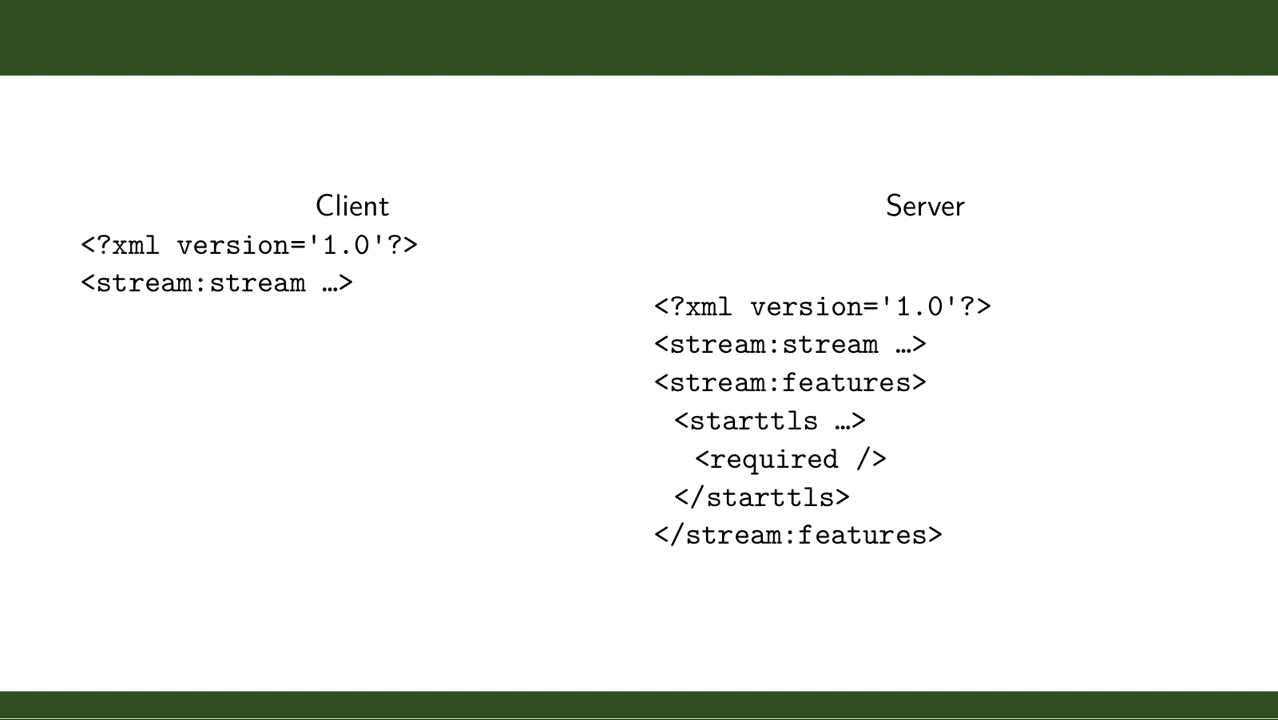 Client
<?xml version='1.0'?>
<stream:stream …>
Server
<?xml version='1.0'?>
<stream:stream …>
<stream:features>
<starttls …>
<required />
</starttls>
</stream:features>